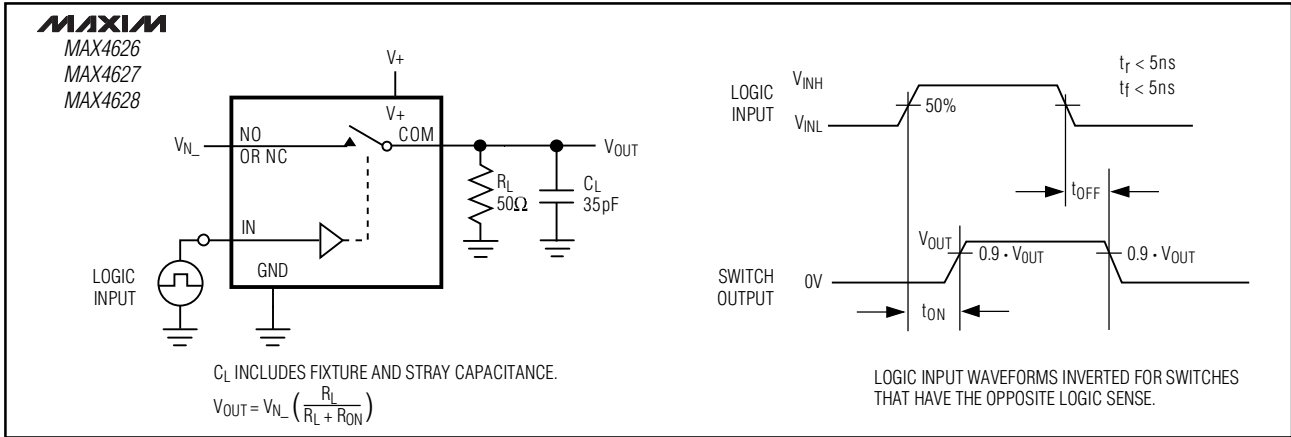 MAXIM
MAX4626
MAX4627
MAX4628
V+
V+
NO
OR NC
COM
VN_
VOUT
RL
50Ω
CL
35pF
IN
GND
LOGIC
INPUT
CL INCLUDES FIXTURE AND STRAY CAPACITANCE.
VOUT = VN_ (RL / RL + RON)
LOGIC
INPUT
VINH
VINL
50%
tr < 5ns
tf < 5ns
tOFF
SWITCH
OUTPUT
VOUT
0V
0.9 • VOUT
0.9 • VOUT
tON
LOGIC INPUT WAVEFORMS INVERTED FOR SWITCHES
THAT HAVE THE OPPOSITE LOGIC SENSE.